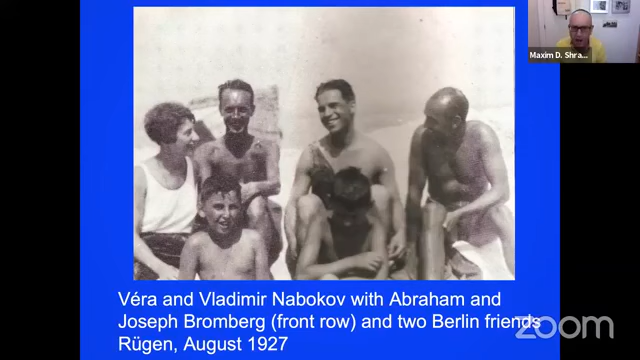 Maxim D. Shra...
Véra and Vladimir Nabokov with Abraham and
Joseph Bromberg (front row) and two Berlin friends
Rügen, August 1927
zoom